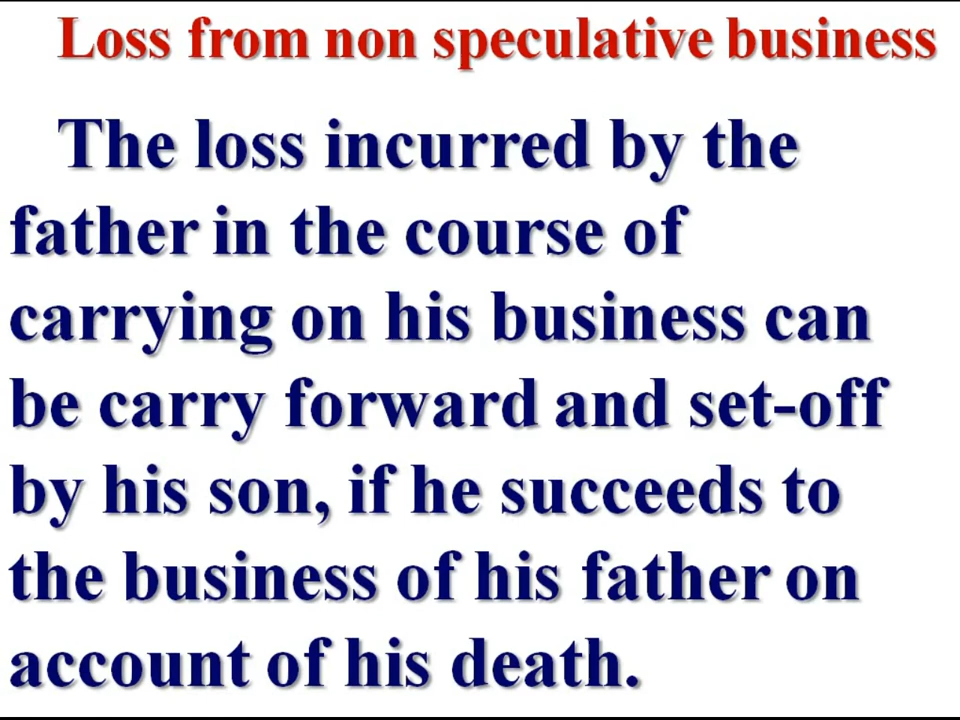 Loss from non speculative business
The loss incurred by the
father in the course of
carrying on his business can
be carry forward and set-off
by his son, if he succeeds to
the business of his father on
account of his death.